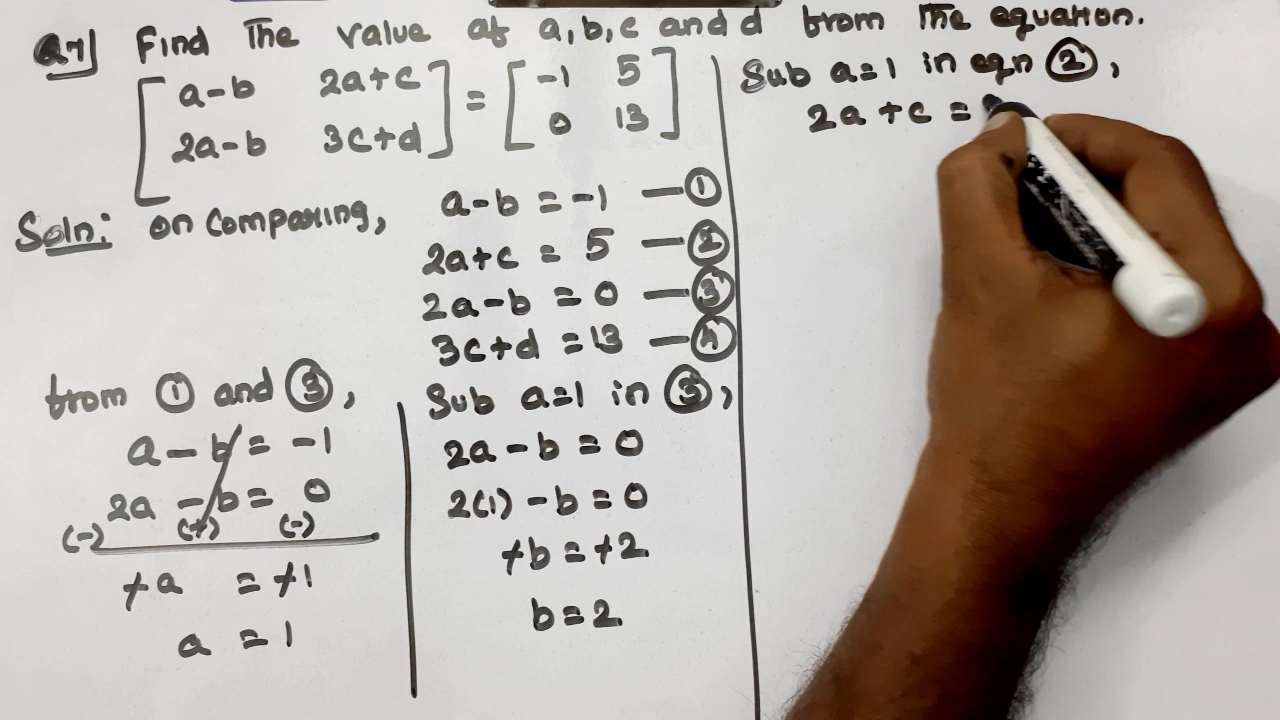 Q7] Find The value of a, b, c and d from The equation.
[ a-b 2a+c ] = [ -1 5 ]
[ 2a-b 3c+d ] [ 0 13 ]
Soln: on Comparing,
a-b = -1 — ①
2a+c = 5 — ②
2a-b = 0 — ③
3c+d = 13 — ④
from ① and ③,
a - b = -1
2a - b = 0
(-) (+) (-)
-a = -1
a = 1
Sub a=1 in ③,
2a - b = 0
2(1) - b = 0
-b = -2
b = 2
Sub a=1 in eqn ②,
2a + c =